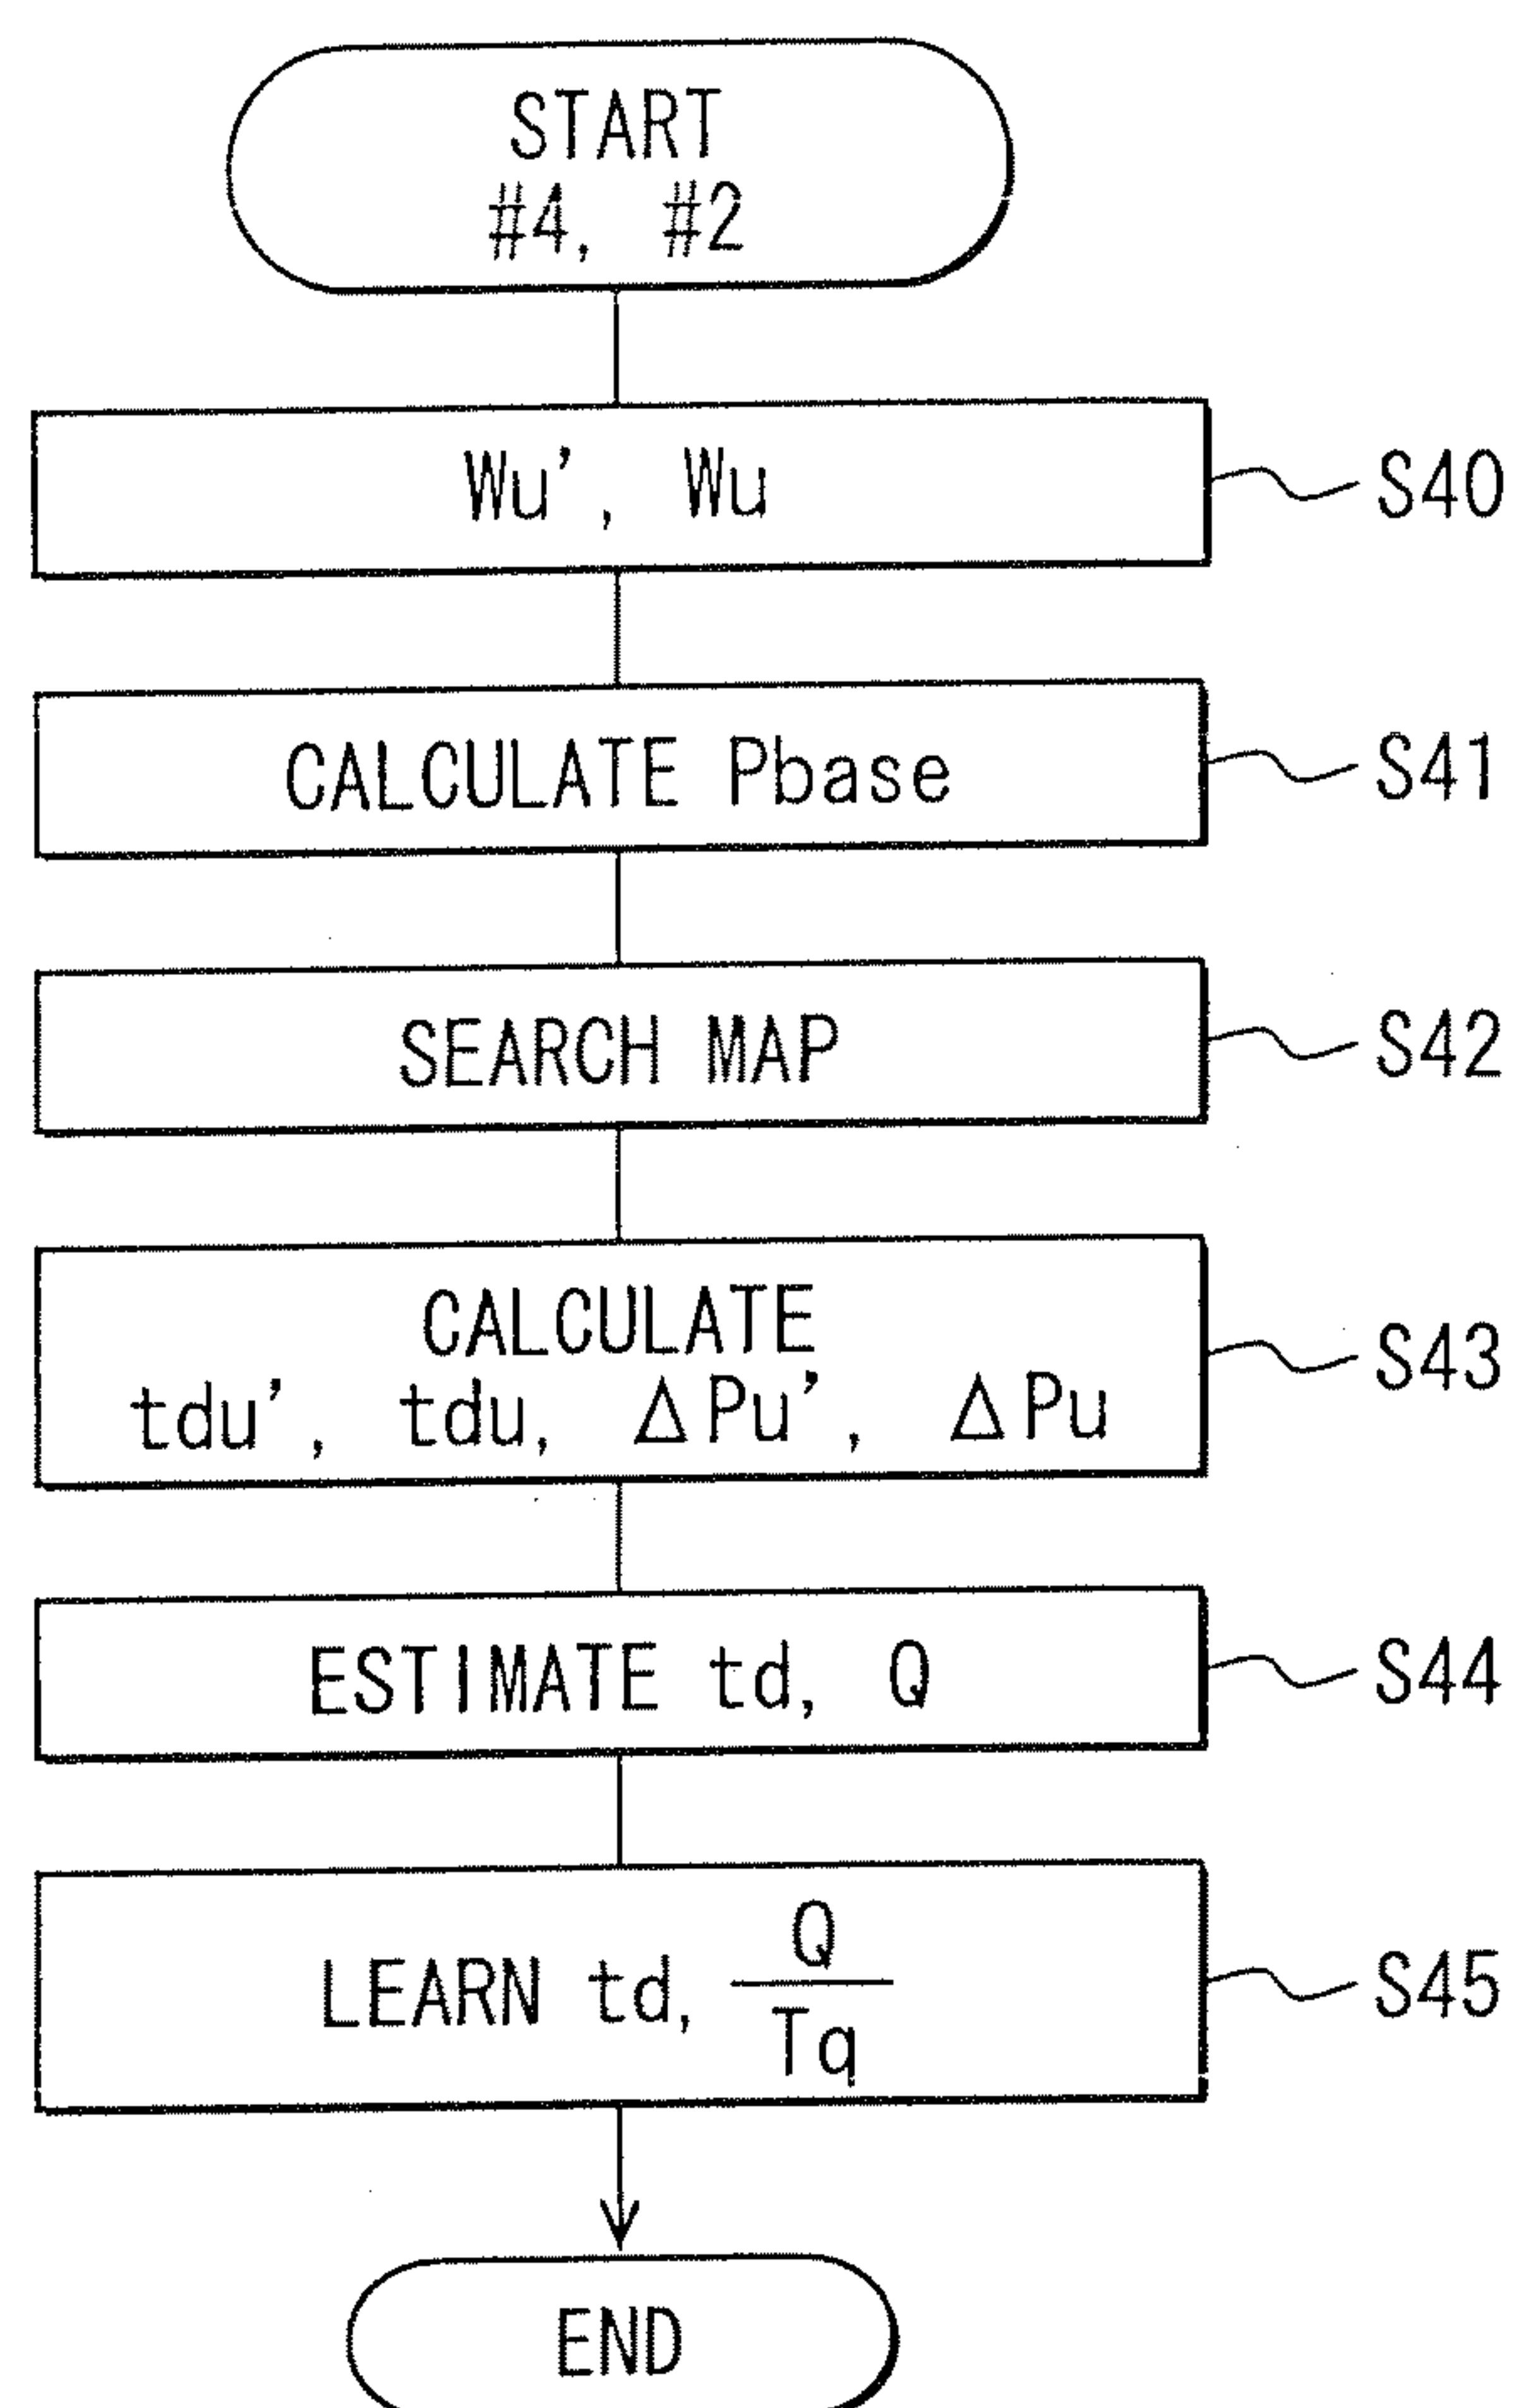 START
#4, #2
Wu', Wu
S40
CALCULATE Pbase
S41
SEARCH MAP
S42
CALCULATE
tdu', tdu, ΔPu', ΔPu
S43
ESTIMATE td, Q
S44
LEARN td, Q
Tq
S45
END